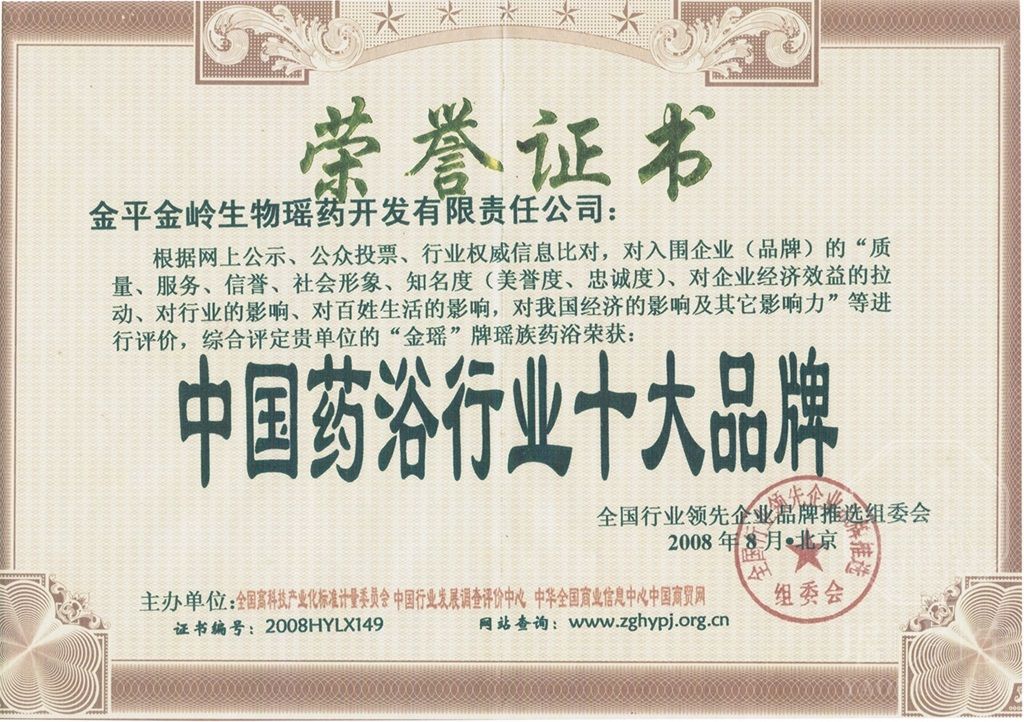 荣誉证书
金平金岭生物瑶药开发有限责任公司：
根据网上公示、公众投票、行业权威信息比对，对入围企业（品牌）的“质
量、服务、信誉、社会形象、知名度（美誉度、忠诚度）、对企业经济效益的拉
动、对行业的影响、对百姓生活的影响，对我国经济的影响及其它影响力”等进
行评价，综合评定贵单位的“金瑶”牌瑶族药浴荣获：
中国药浴行业十大品牌
全国行业领先企业品牌推选组委会
2008 年 8 月•北京
组委会
主办单位：全国高科技产业化标准计量委员会 中国行业发展调查评价中心 中华全国商业信息中心中国商贸网
证书编号：2008HYLX149 网站查询：www.zghypj.org.cn